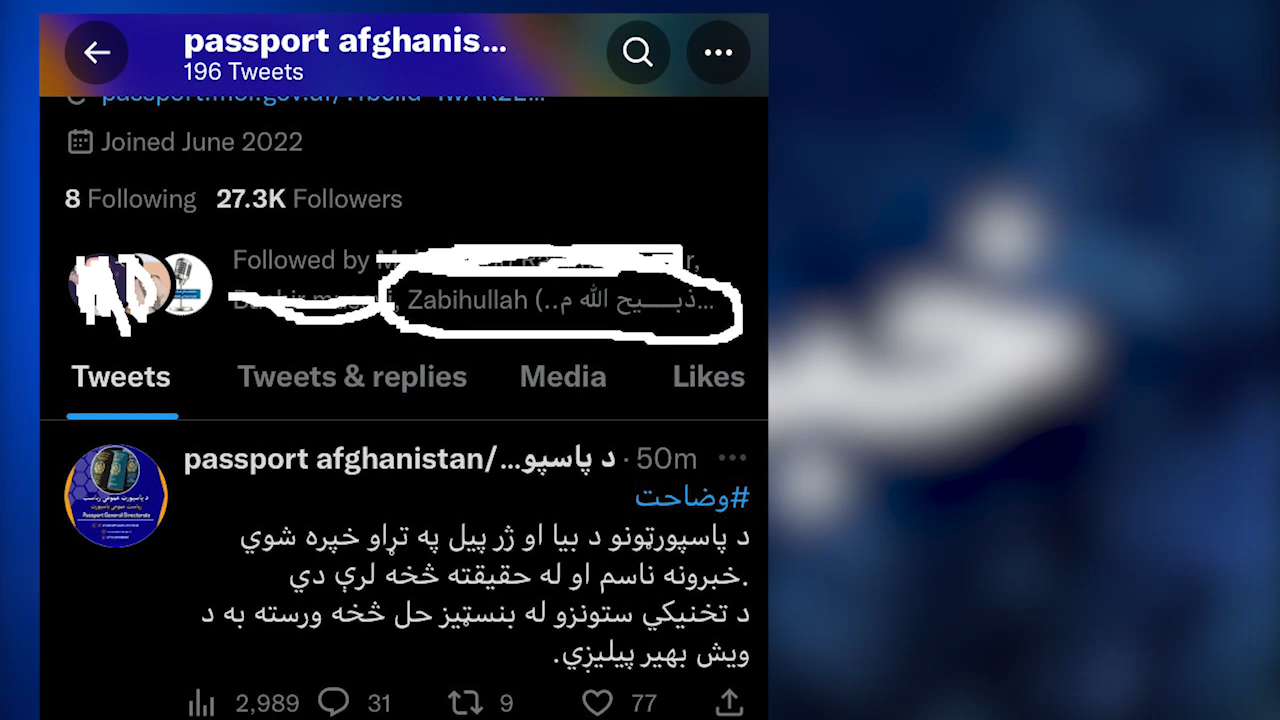 passport afghanis...
196 Tweets
Joined June 2022
8 Following 27.3K Followers
Followed by
Zabihullah (..ذبـــیح الله م...
Tweets Tweets & replies Media Likes
passport afghanistan/...د پاسپو · 50m
#وضاحت
د پاسپورټونو د بیا او ژر پیل په تړاو خپره شوي
خبرونه ناسم او له حقیقته څخه لرې دي.
د تخنیکي ستونزو له بنسټیز حل څخه ورسته به د
ویش بهیر پیلیږي.
2,989 31 9 77